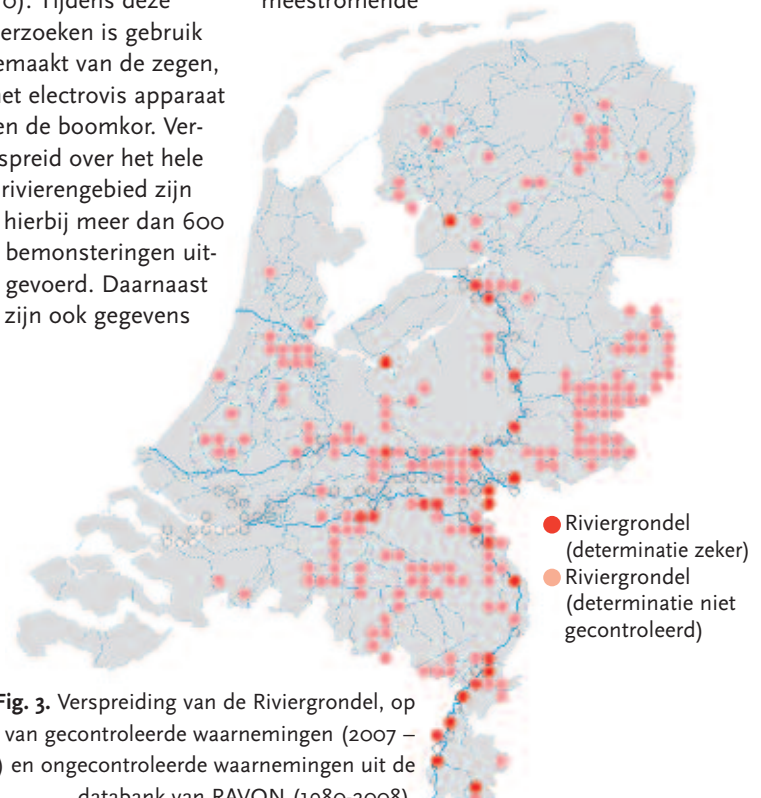 Tijdens deze
erzoeken is gebruik
emaakt van de zegen,
het electrovis apparaat
en de boomkor. Ver-
spreid over het hele
rivierengebied zijn
hierbij meer dan 600
bemonsteringen uit-
gevoerd. Daarnaast
zijn ook gegevens
meestromende
Riviergrondel
(determinatie zeker)
Riviergrondel
(determinatie niet
gecontroleerd)
Fig. 3. Verspreiding van de Riviergrondel, op
van gecontroleerde waarnemingen (2007 –
) en ongecontroleerde waarnemingen uit de
databank van RAVON (1980-2008).